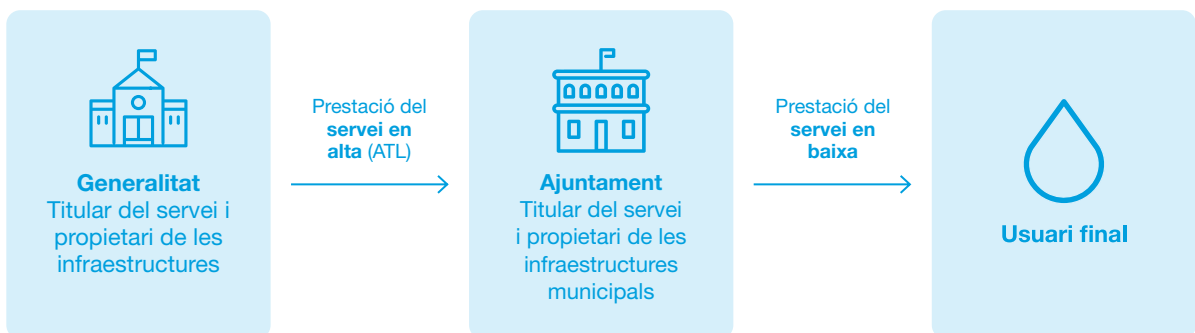 Generalitat
Titular del servei i
propietari de les
infraestructures
Prestació del
servei en
alta (ATL)
Ajuntament
Titular del servei
i propietari de les
infraestructures
municipals
Prestació del
servei en
baixa
Usuari final